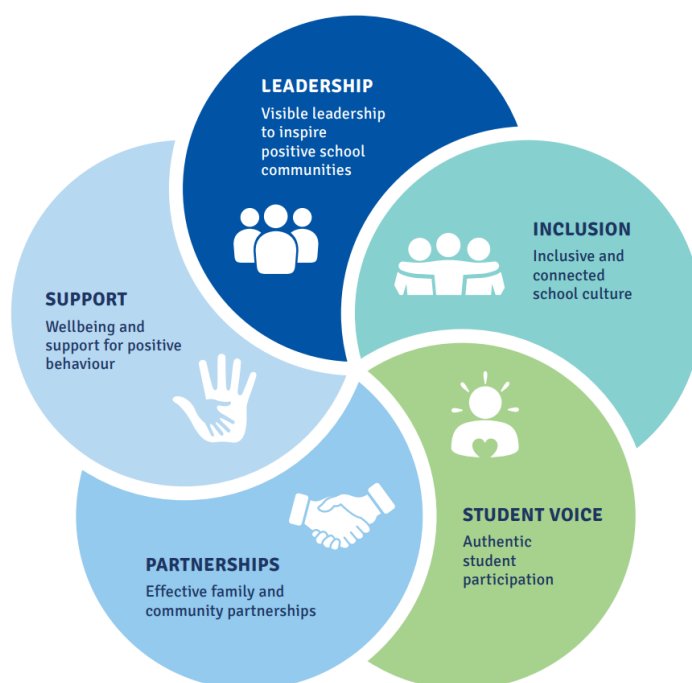 LEADERSHIP
Visible leadership
to inspire
positive school
communities
INCLUSION
Inclusive and
connected
school culture
STUDENT VOICE
Authentic
student
participation
PARTNERSHIPS
Effective family and
community partnerships
SUPPORT
Wellbeing and
support for positive
behaviour